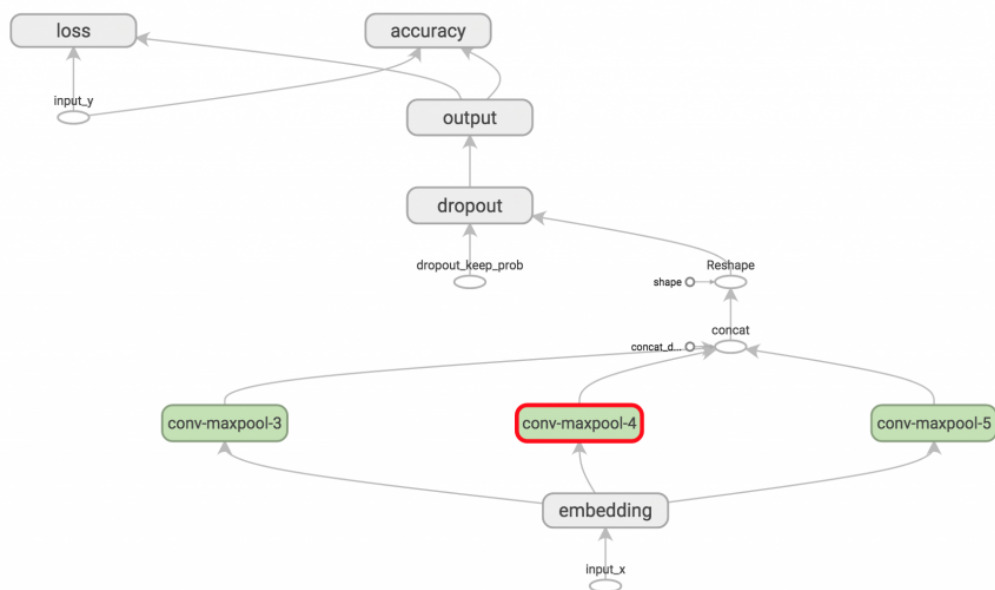 loss
accuracy
input_y
output
dropout
dropout_keep_prob
Reshape
shape
concat
concat_d...
conv-maxpool-3
conv-maxpool-4
conv-maxpool-5
embedding
input_x